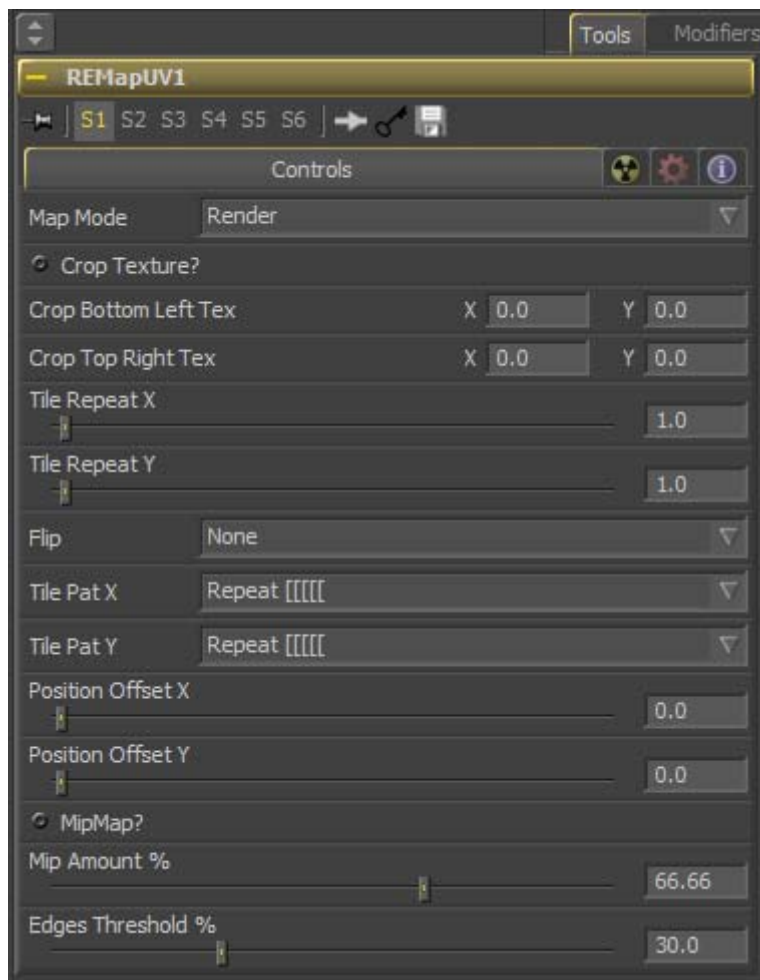 Tools Modifiers
REMapUV1
S1 S2 S3 S4 S5 S6
Controls
Map Mode Render
Crop Texture?
Crop Bottom Left Tex X 0.0 Y 0.0
Crop Top Right Tex X 0.0 Y 0.0
Tile Repeat X
1.0
Tile Repeat Y
1.0
Flip None
Tile Pat X Repeat [[[[[
Tile Pat Y Repeat [[[[[
Position Offset X
0.0
Position Offset Y
0.0
MipMap?
Mip Amount %
66.66
Edges Threshold %
30.0